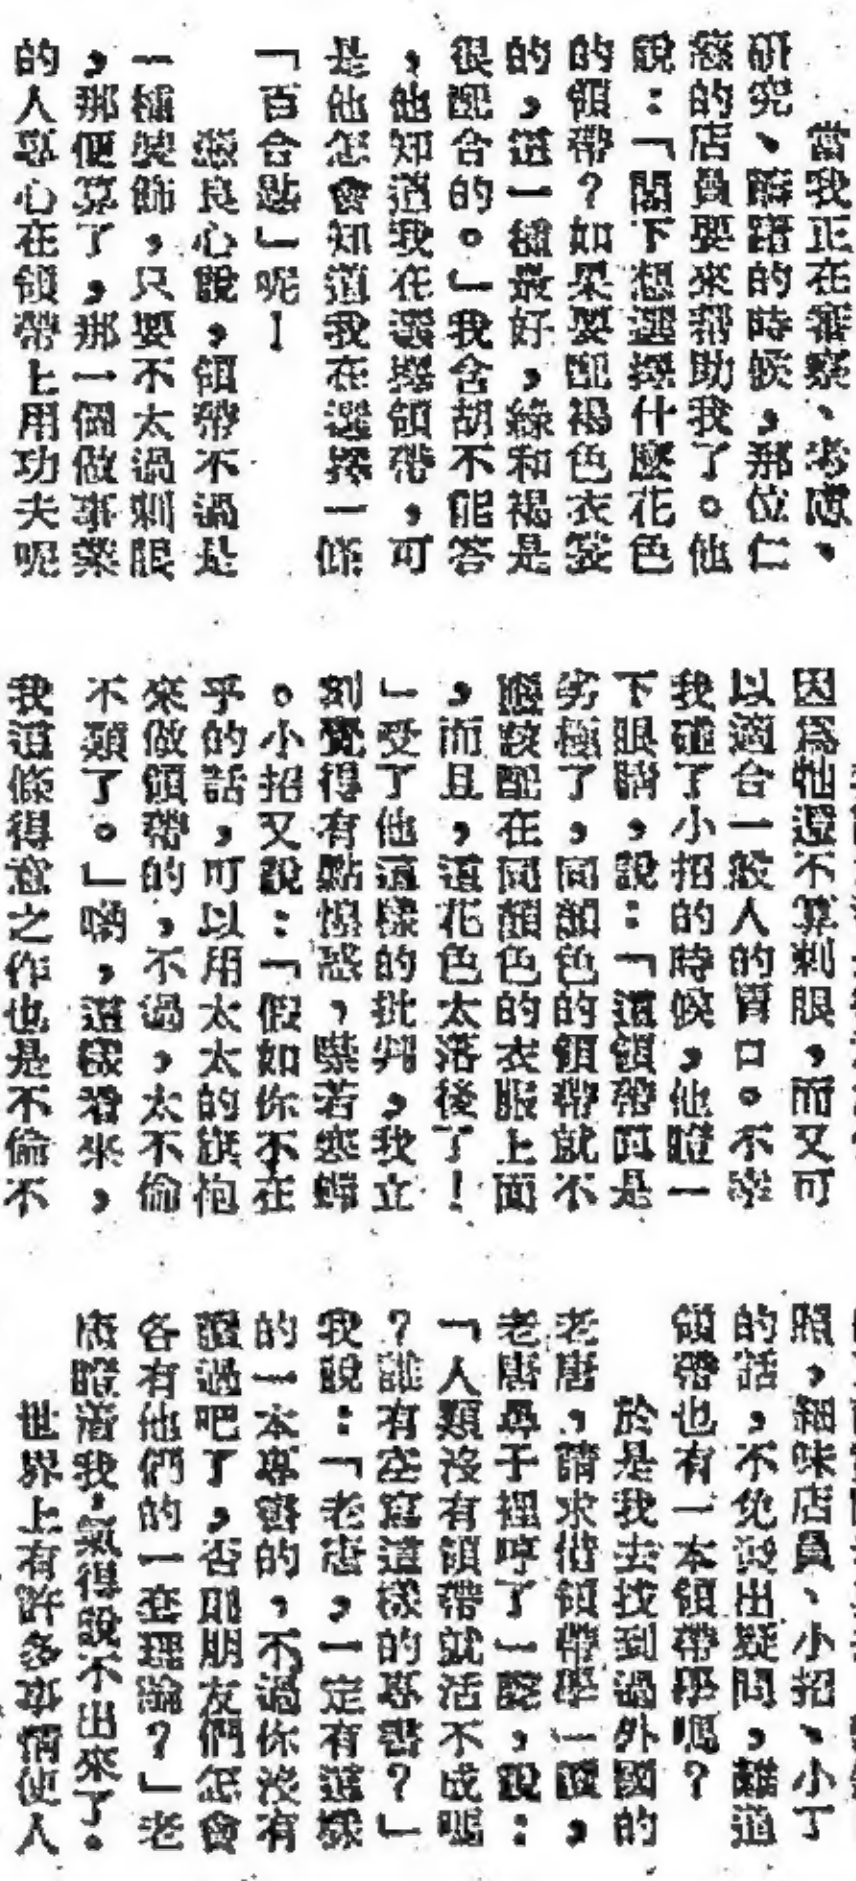 當我正在審察、考慮、
研究、躊躇的時候，那位仁
慈的店員要來幫助我了。他
說：「閣下想選擇什麼花色
的領帶？如果要配褐色衣裳
的，這一種最好，綠和褐是
很配合的。」我含胡不能答
，他知道我在選擇領帶，可
是他怎會知道我在選擇一條
「百合匙」呢！
憑良心說，領帶不過是
一種裝飾，只要不太過刺眼
，那便算了，那一個做事業
的人專心在領帶上用功夫呢
因爲牠還不算刺眼，而又可
以適合一般人的胃口。不幸
我碰了小招的時候，他瞪一
下眼睛，說：「這領帶眞是
劣極了，同顏色的領帶就不
應該配在同顏色的衣服上面
，而且，這花色太落後了！
」受了他這樣的批判，我立
刻覺得有點惶惑，噤若寒蟬
。小招又說：「假如你不在
乎的話，可以用太太的旗袍
來做領帶的，不過，太不倫
不類了。」喲，這樣看來，
我這條得意之作也是不倫不
照，細味店員、小招、小丁
的話，不免發出疑問，難道
領帶也有一本領帶學嗎？
於是我去找到過外國的
老唐，請求借領帶學一讀，
老唐鼻子裡哼了一聲，說：
「人類沒有領帶就活不成嗎
？誰有空寫這樣的專書？」
我說：「老唐，一定有這樣
的一本專書的，不過你沒有
讀過吧了，否則朋友們怎會
各有他們的一套理論？」老
唐瞪着我，氣得說不出來了。
世界上有許多事情使人